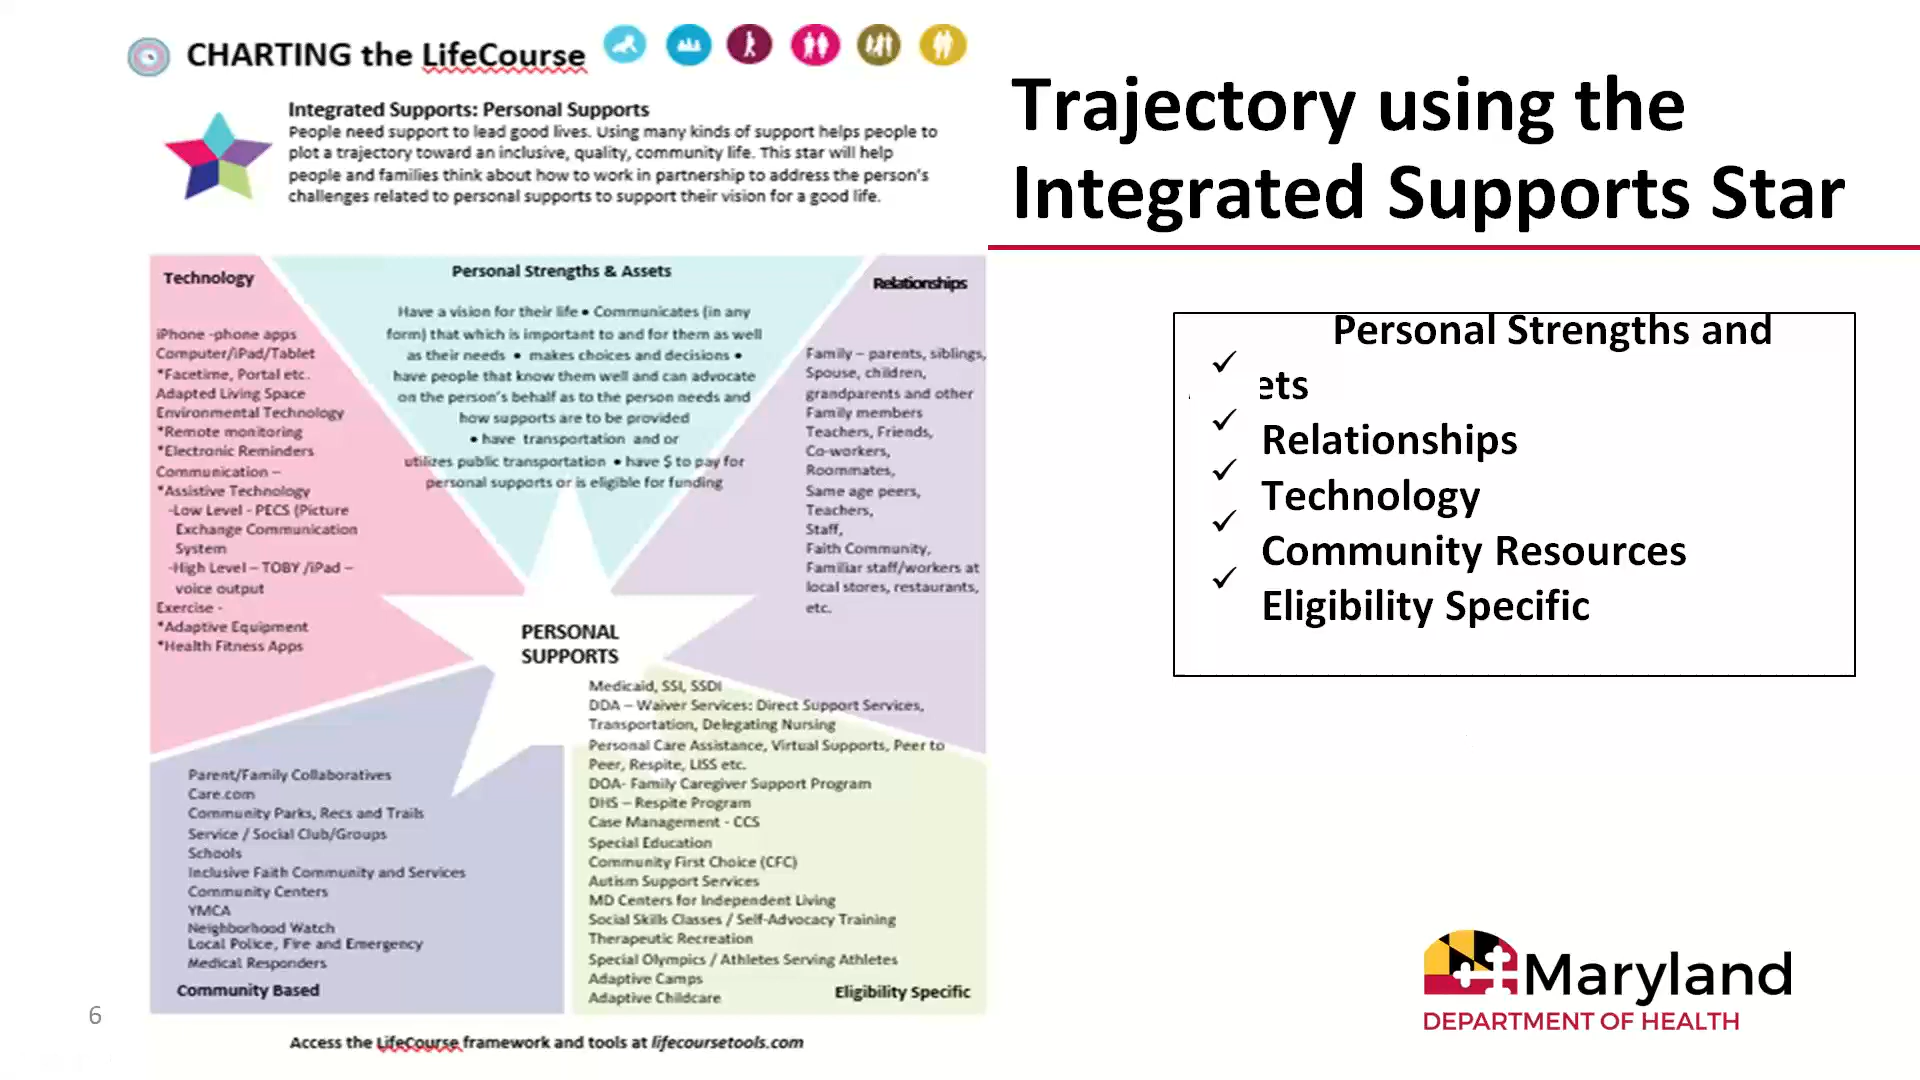 CHARTING the LifeCourse
Integrated Supports: Personal Supports
People need support to lead good lives. Using many kinds of support helps people to
plot a trajectory toward an inclusive, quality, community life. This star will help
people and families think about how to work in partnership to address the person's
challenges related to personal supports to support their vision for a good life.
Trajectory using the
Integrated Supports Star
Technology
iPhone -phone apps
Computer/iPad/Tablet
*Facetime, Portal etc.
Adapted Living Space
Environmental Technology
*Remote monitoring
*Electronic Reminders
Communication –
*Assistive Technology
-Low Level - PECS (Picture
Exchange Communication
System
-High Level – TOBY /iPad –
voice output
Exercise -
*Adaptive Equipment
*Health Fitness Apps
Personal Strengths & Assets
Have a vision for their life • Communicates (in any
form) that which is important to and for them as well
as their needs • makes choices and decisions •
have people that know them well and can advocate
on the person's behalf as to the person needs and
how supports are to be provided
• have transportation and or
utilizes public transportation • have $ to pay for
personal supports or is eligible for funding
Relationships
Family – parents, siblings,
Spouse, children,
grandparents and other
Family members
Teachers, Friends,
Co-workers,
Roommates,
Same age peers,
Teachers,
Staff,
Faith Community,
Familiar staff/workers at
local stores, restaurants,
etc.
PERSONAL
SUPPORTS
Parent/Family Collaboratives
Care.com
Community Parks, Recs and Trails
Service / Social Club/Groups
Schools
Inclusive Faith Community and Services
Community Centers
YMCA
Neighborhood Watch
Local Police, Fire and Emergency
Medical Responders
Community Based
Medicaid, SSI, SSDI
DDA – Waiver Services: Direct Support Services,
Transportation, Delegating Nursing
Personal Care Assistance, Virtual Supports, Peer to
Peer, Respite, LISS etc.
DOA- Family Caregiver Support Program
DHS – Respite Program
Case Management - CCS
Special Education
Community First Choice (CFC)
Autism Support Services
MD Centers for Independent Living
Social Skills Classes / Self-Advocacy Training
Therapeutic Recreation
Special Olympics / Athletes Serving Athletes
Adaptive Camps
Adaptive Childcare
Eligibility Specific
Access the LifeCourse framework and tools at lifecoursetools.com
6
Personal Strengths and
✓ ets
✓ Relationships
✓ Technology
✓ Community Resources
✓ Eligibility Specific
Maryland
DEPARTMENT OF HEALTH